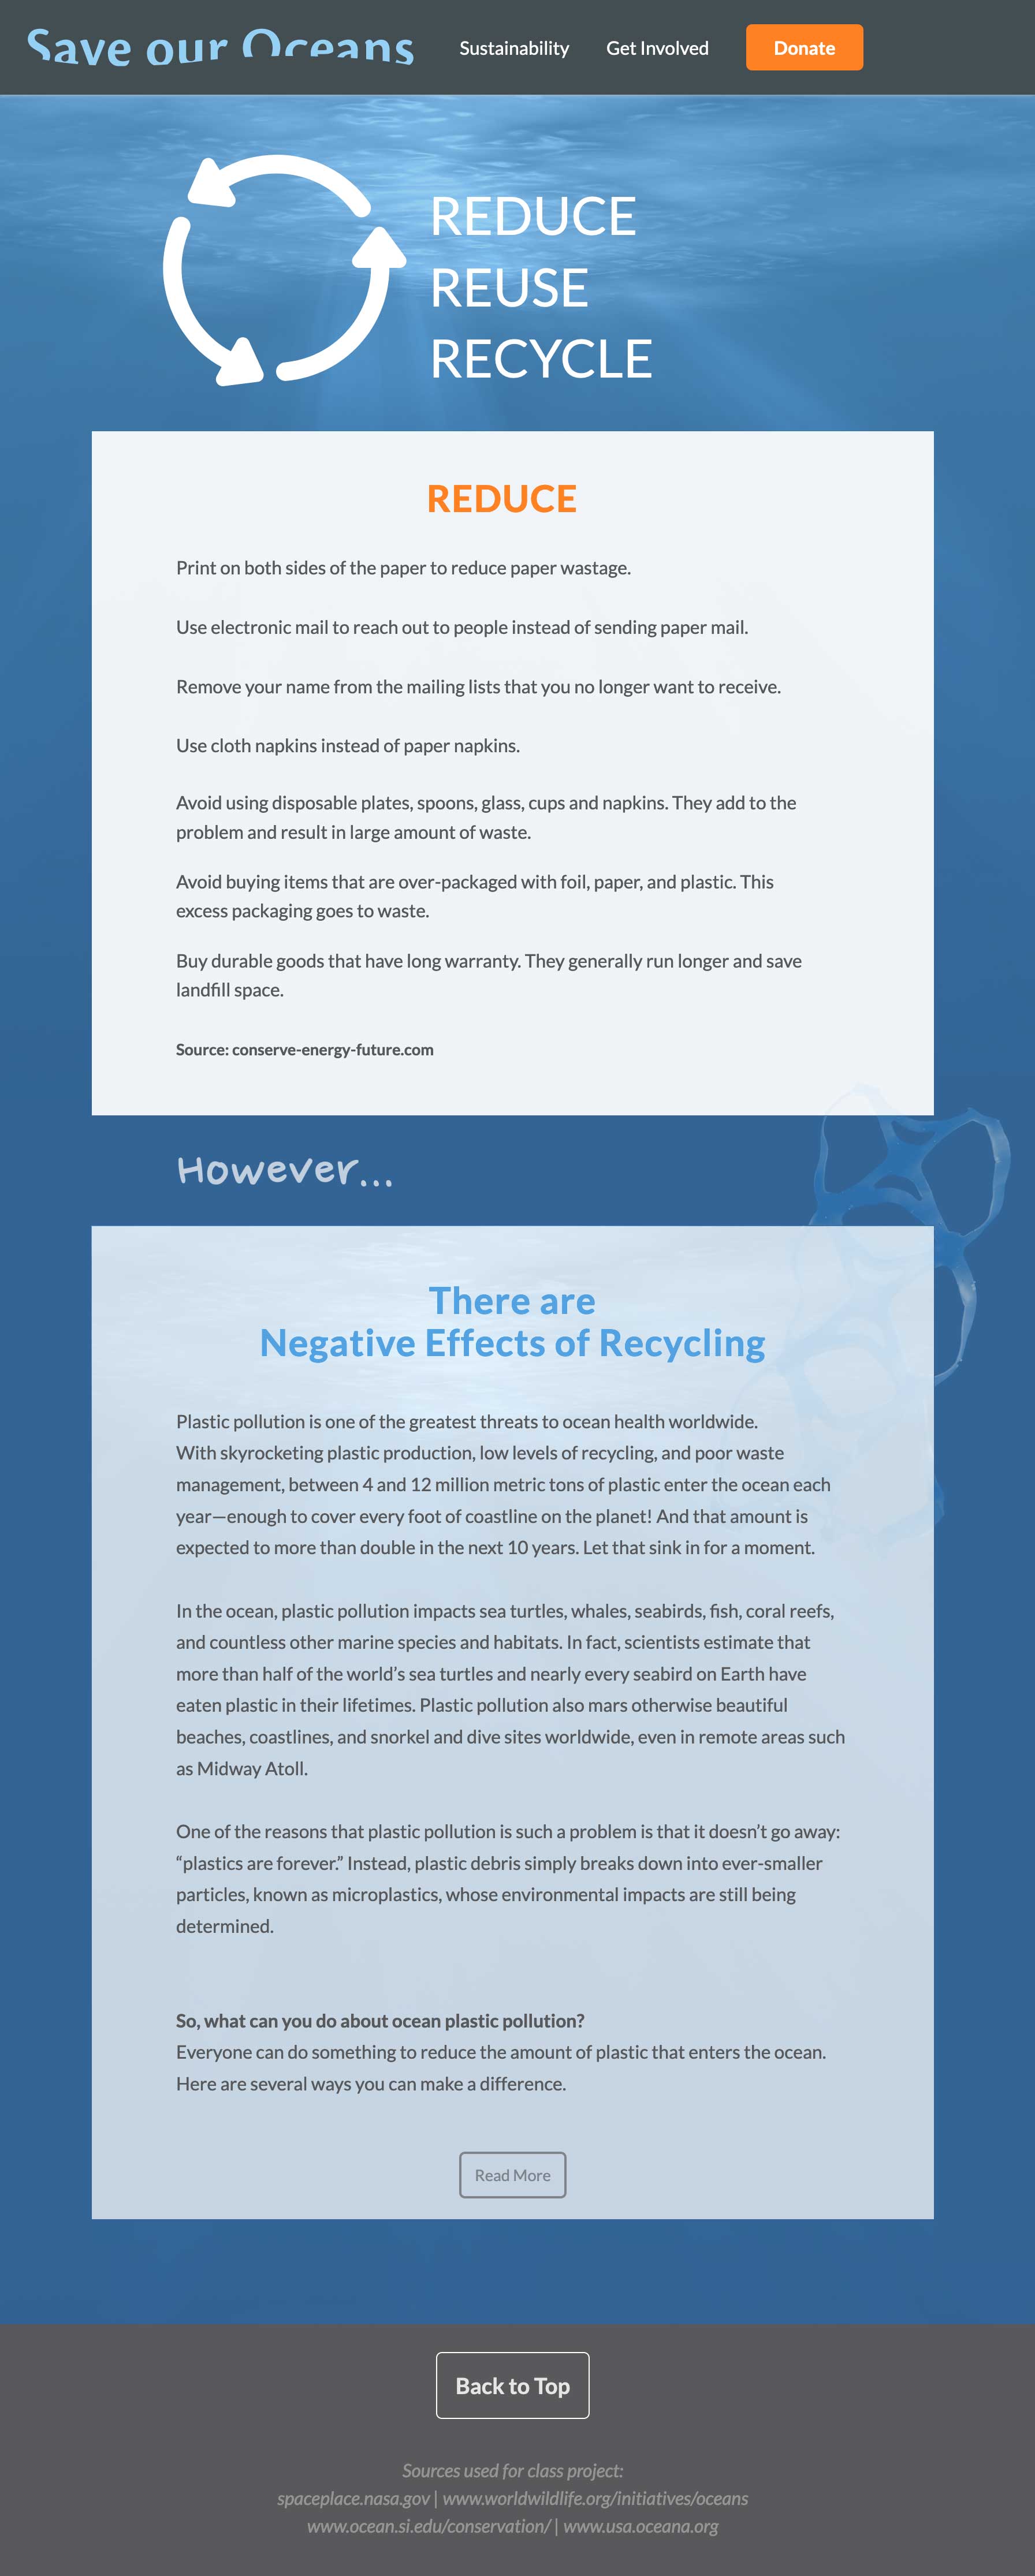 Save our Oceans
Sustainability
Get Involved
Donate
REDUCE
REUSE
RECYCLE
REDUCE
Print on both sides of the paper to reduce paper wastage.
Use electronic mail to reach out to people instead of sending paper mail.
Remove your name from the mailing lists that you no longer want to receive.
Use cloth napkins instead of paper napkins.
Avoid using disposable plates, spoons, glass, cups and napkins. They add to the
problem and result in large amount of waste.
Avoid buying items that are over-packaged with foil, paper, and plastic. This
excess packaging goes to waste.
Buy durable goods that have long warranty. They generally run longer and save
landfill space.
Source: conserve-energy-future.com
However...
There are
Negative Effects of Recycling
Plastic pollution is one of the greatest threats to ocean health worldwide.
With skyrocketing plastic production, low levels of recycling, and poor waste
management, between 4 and 12 million metric tons of plastic enter the ocean each
year—enough to cover every foot of coastline on the planet! And that amount is
expected to more than double in the next 10 years. Let that sink in for a moment.
In the ocean, plastic pollution impacts sea turtles, whales, seabirds, fish, coral reefs,
and countless other marine species and habitats. In fact, scientists estimate that
more than half of the world’s sea turtles and nearly every seabird on Earth have
eaten plastic in their lifetimes. Plastic pollution also mars otherwise beautiful
beaches, coastlines, and snorkel and dive sites worldwide, even in remote areas such
as Midway Atoll.
One of the reasons that plastic pollution is such a problem is that it doesn’t go away:
“plastics are forever.” Instead, plastic debris simply breaks down into ever-smaller
particles, known as microplastics, whose environmental impacts are still being
determined.
So, what can you do about ocean plastic pollution?
Everyone can do something to reduce the amount of plastic that enters the ocean.
Here are several ways you can make a difference.
Read More
Back to Top
Sources used for class project:
spaceplace.nasa.gov | www.worldwildlife.org/initiatives/oceans
www.ocean.si.edu/conservation/ | www.usa.oceana.org